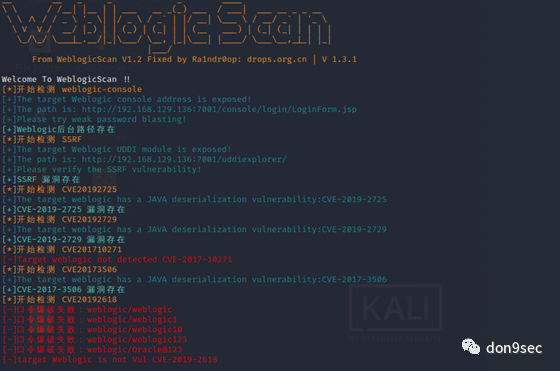 From WeblogicScan V1.2 Fixed by Ra1ndr0op: drops.org.cn | V 1.3.1
Welcome To WeblogicScan !!
[*]开始检测 weblogic-console
[+]The target Weblogic console address is exposed!
[+]The path is: http://192.168.129.136:7001/console/login/LoginForm.jsp
[+]Please try weak password blasting!
[+]Weblogic后台路径存在
[*]开始检测 SSRF
[+]The target Weblogic UDDI module is exposed!
[+]The path is: http://192.168.129.136:7001/uddiexplorer/
[+]Please verify the SSRF vulnerability!
[+]SSRF 漏洞存在
[*]开始检测 CVE20192725
[+]The target weblogic has a JAVA deserialization vulnerability:CVE-2019-2725
[+]CVE-2019-2725 漏洞存在
[*]开始检测 CVE20192729
[+]The target weblogic has a JAVA deserialization vulnerability:CVE-2019-2729
[+]CVE-2019-2729 漏洞存在
[*]开始检测 CVE201710271
[-]Target weblogic not detected CVE-2017-10271
[*]开始检测 CVE20173506
[+]The target weblogic has a JAVA deserialization vulnerability:CVE-2017-3506
[+]CVE-2017-3506 漏洞存在
[*]开始检测 CVE20192618
[-]口令爆破失败：weblogic/weblogic
[-]口令爆破失败：weblogic/weblogic1
[-]口令爆破失败：weblogic/weblogic10
[-]口令爆破失败：weblogic/weblogic123
[-]口令爆破失败：weblogic/Oracle@123
[-]target Weblogic is not Vul CVE-2019-2618
KALI
don9sec